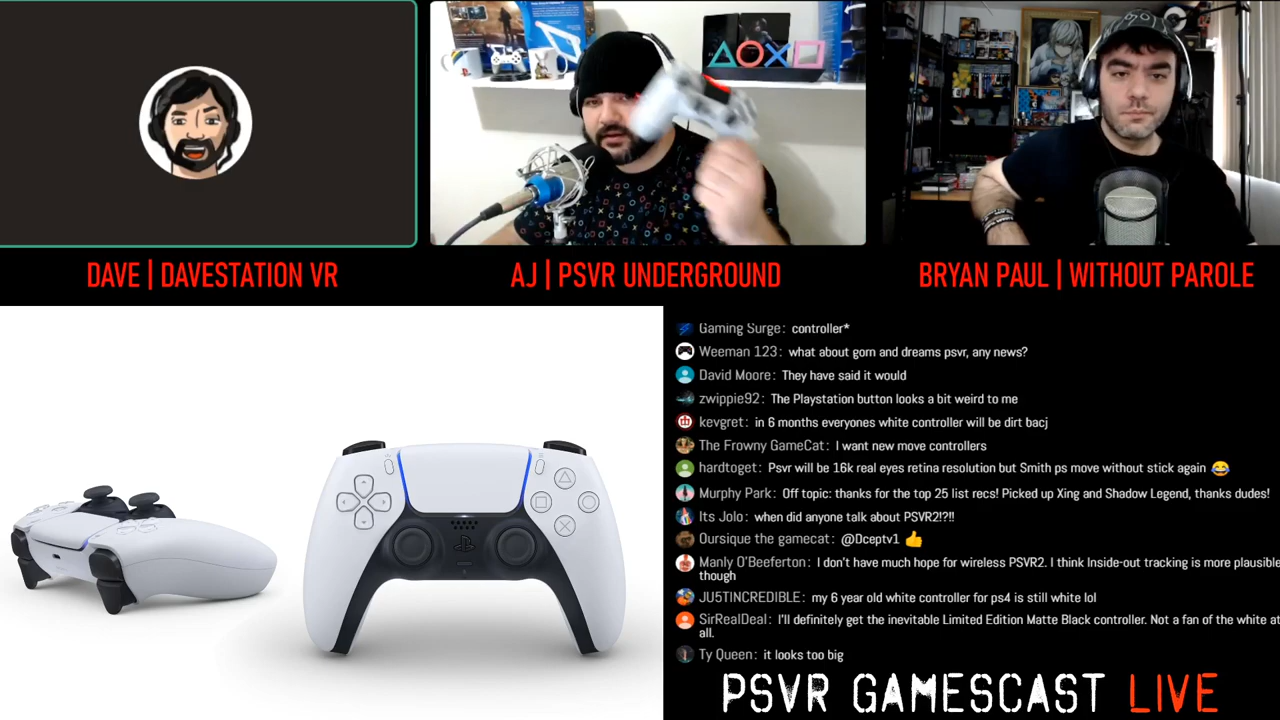 DAVE | DAVESTATION VR
AJ | PSVR UNDERGROUND
BRYAN PAUL | WITHOUT PAROLE
Gaming Surge: controller*
Weeman 123: what about gorn and dreams psvr, any news?
David Moore: They have said it would
zwippie92: The Playstation button looks a bit weird to me
kevgret: in 6 months everyones white controller will be dirt bacj
The Frowny GameCat: I want new move controllers
hardtoget: Psvr will be 16k real eyes retina resolution but Smith ps move without stick again 😂
Murphy Park: Off topic: thanks for the top 25 list recs! Picked up Xing and Shadow Legend, thanks dudes!
Its Jolo: when did anyone talk about PSVR2!?!!
Oursique the gamecat: @Dceptv1 👍
Manly O'Beeferton: I don't have much hope for wireless PSVR2. I think Inside-out tracking is more plausible
though
JU5TINCREDIBLE: my 6 year old white controller for ps4 is still white lol
SirRealDeal: I'll definitely get the inevitable Limited Edition Matte Black controller. Not a fan of the white at
all.
Ty Queen: it looks too big
PSVR GAMESCAST LIVE